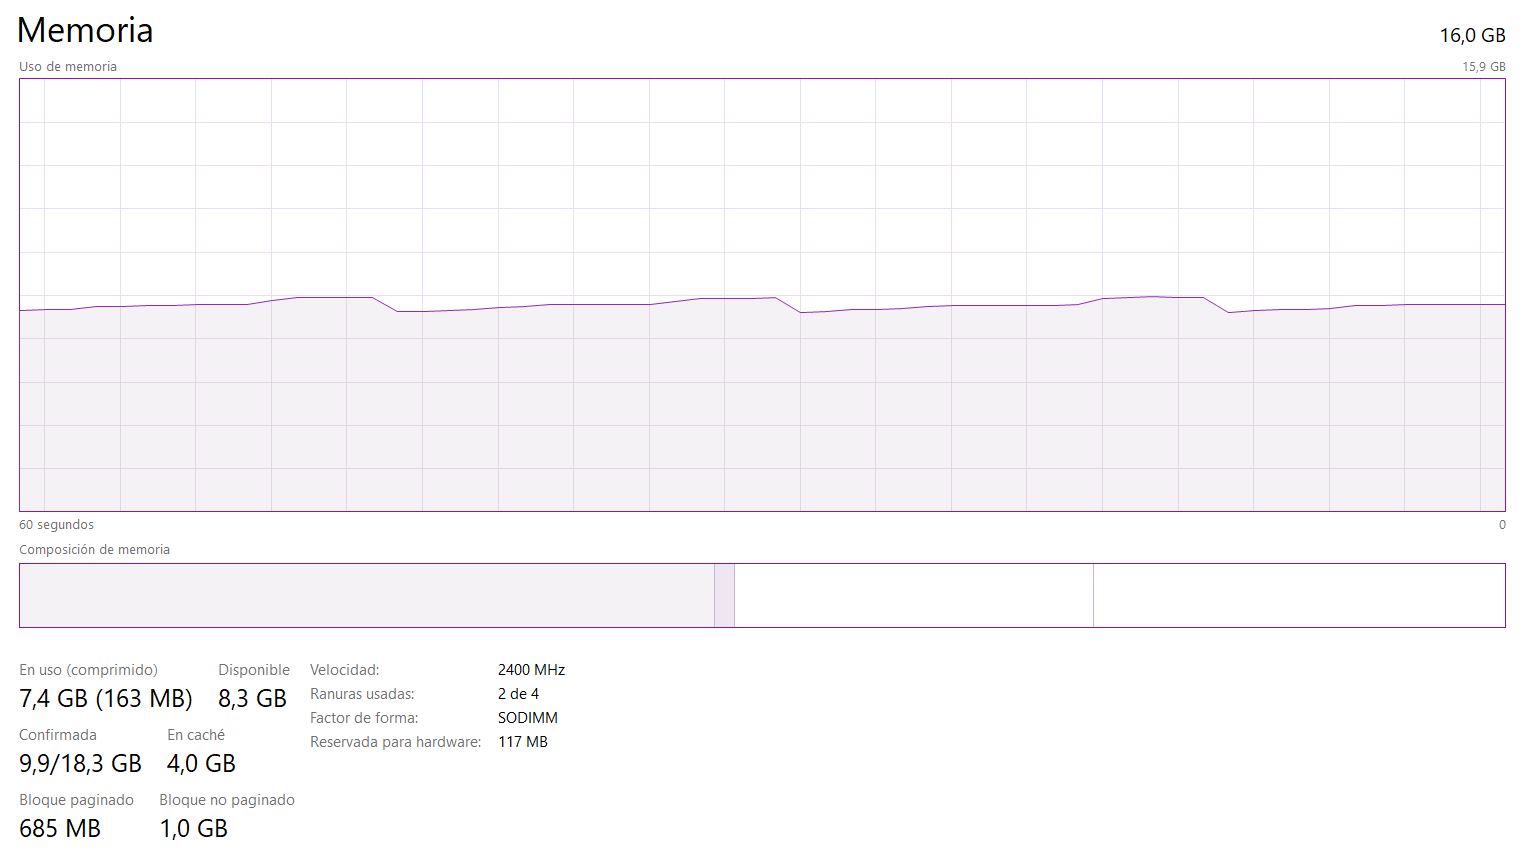 Memoria
16,0 GB
Uso de memoria
15,9 GB
60 segundos
0
Composición de memoria
En uso (comprimido)
7,4 GB (163 MB)
Disponible
8,3 GB
Confirmada
9,9/18,3 GB
En caché
4,0 GB
Bloque paginado
685 MB
Bloque no paginado
1,0 GB
Velocidad: 2400 MHz
Ranuras usadas: 2 de 4
Factor de forma: SODIMM
Reservada para hardware: 117 MB